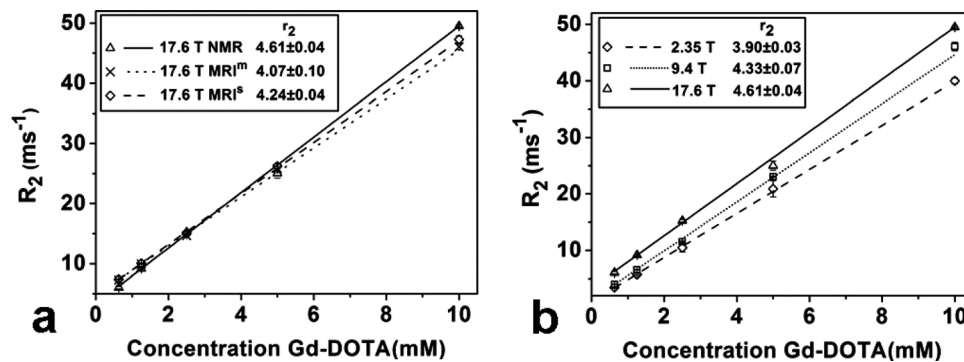 50
40
30
20
10
R2 (ms-1)
r2
17.6 T NMR 4.61±0.04
17.6 T MRIm 4.07±0.10
17.6 T MRIs 4.24±0.04
0 2 4 6 8 10
a Concentration Gd-DOTA(mM)
50
40
30
20
10
R2 (ms-1)
r2
2.35 T 3.90±0.03
9.4 T 4.33±0.07
17.6 T 4.61±0.04
0 2 4 6 8 10
b Concentration Gd-DOTA(mM)